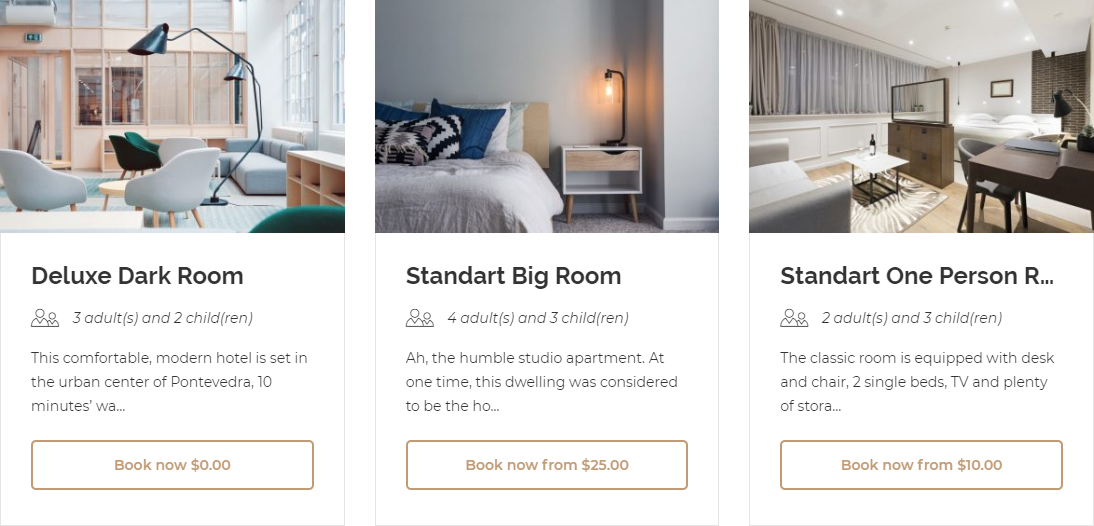 Deluxe Dark Room
3 adult(s) and 2 child(ren)
This comfortable, modern hotel is set in
the urban center of Pontevedra, 10
minutes' wa...
Book now $0.00
Standart Big Room
4 adult(s) and 3 child(ren)
Ah, the humble studio apartment. At
one time, this dwelling was considered
to be the ho...
Book now from $25.00
Standart One Person R...
2 adult(s) and 3 child(ren)
The classic room is equipped with desk
and chair, 2 single beds, TV and plenty
of stora...
Book now from $10.00